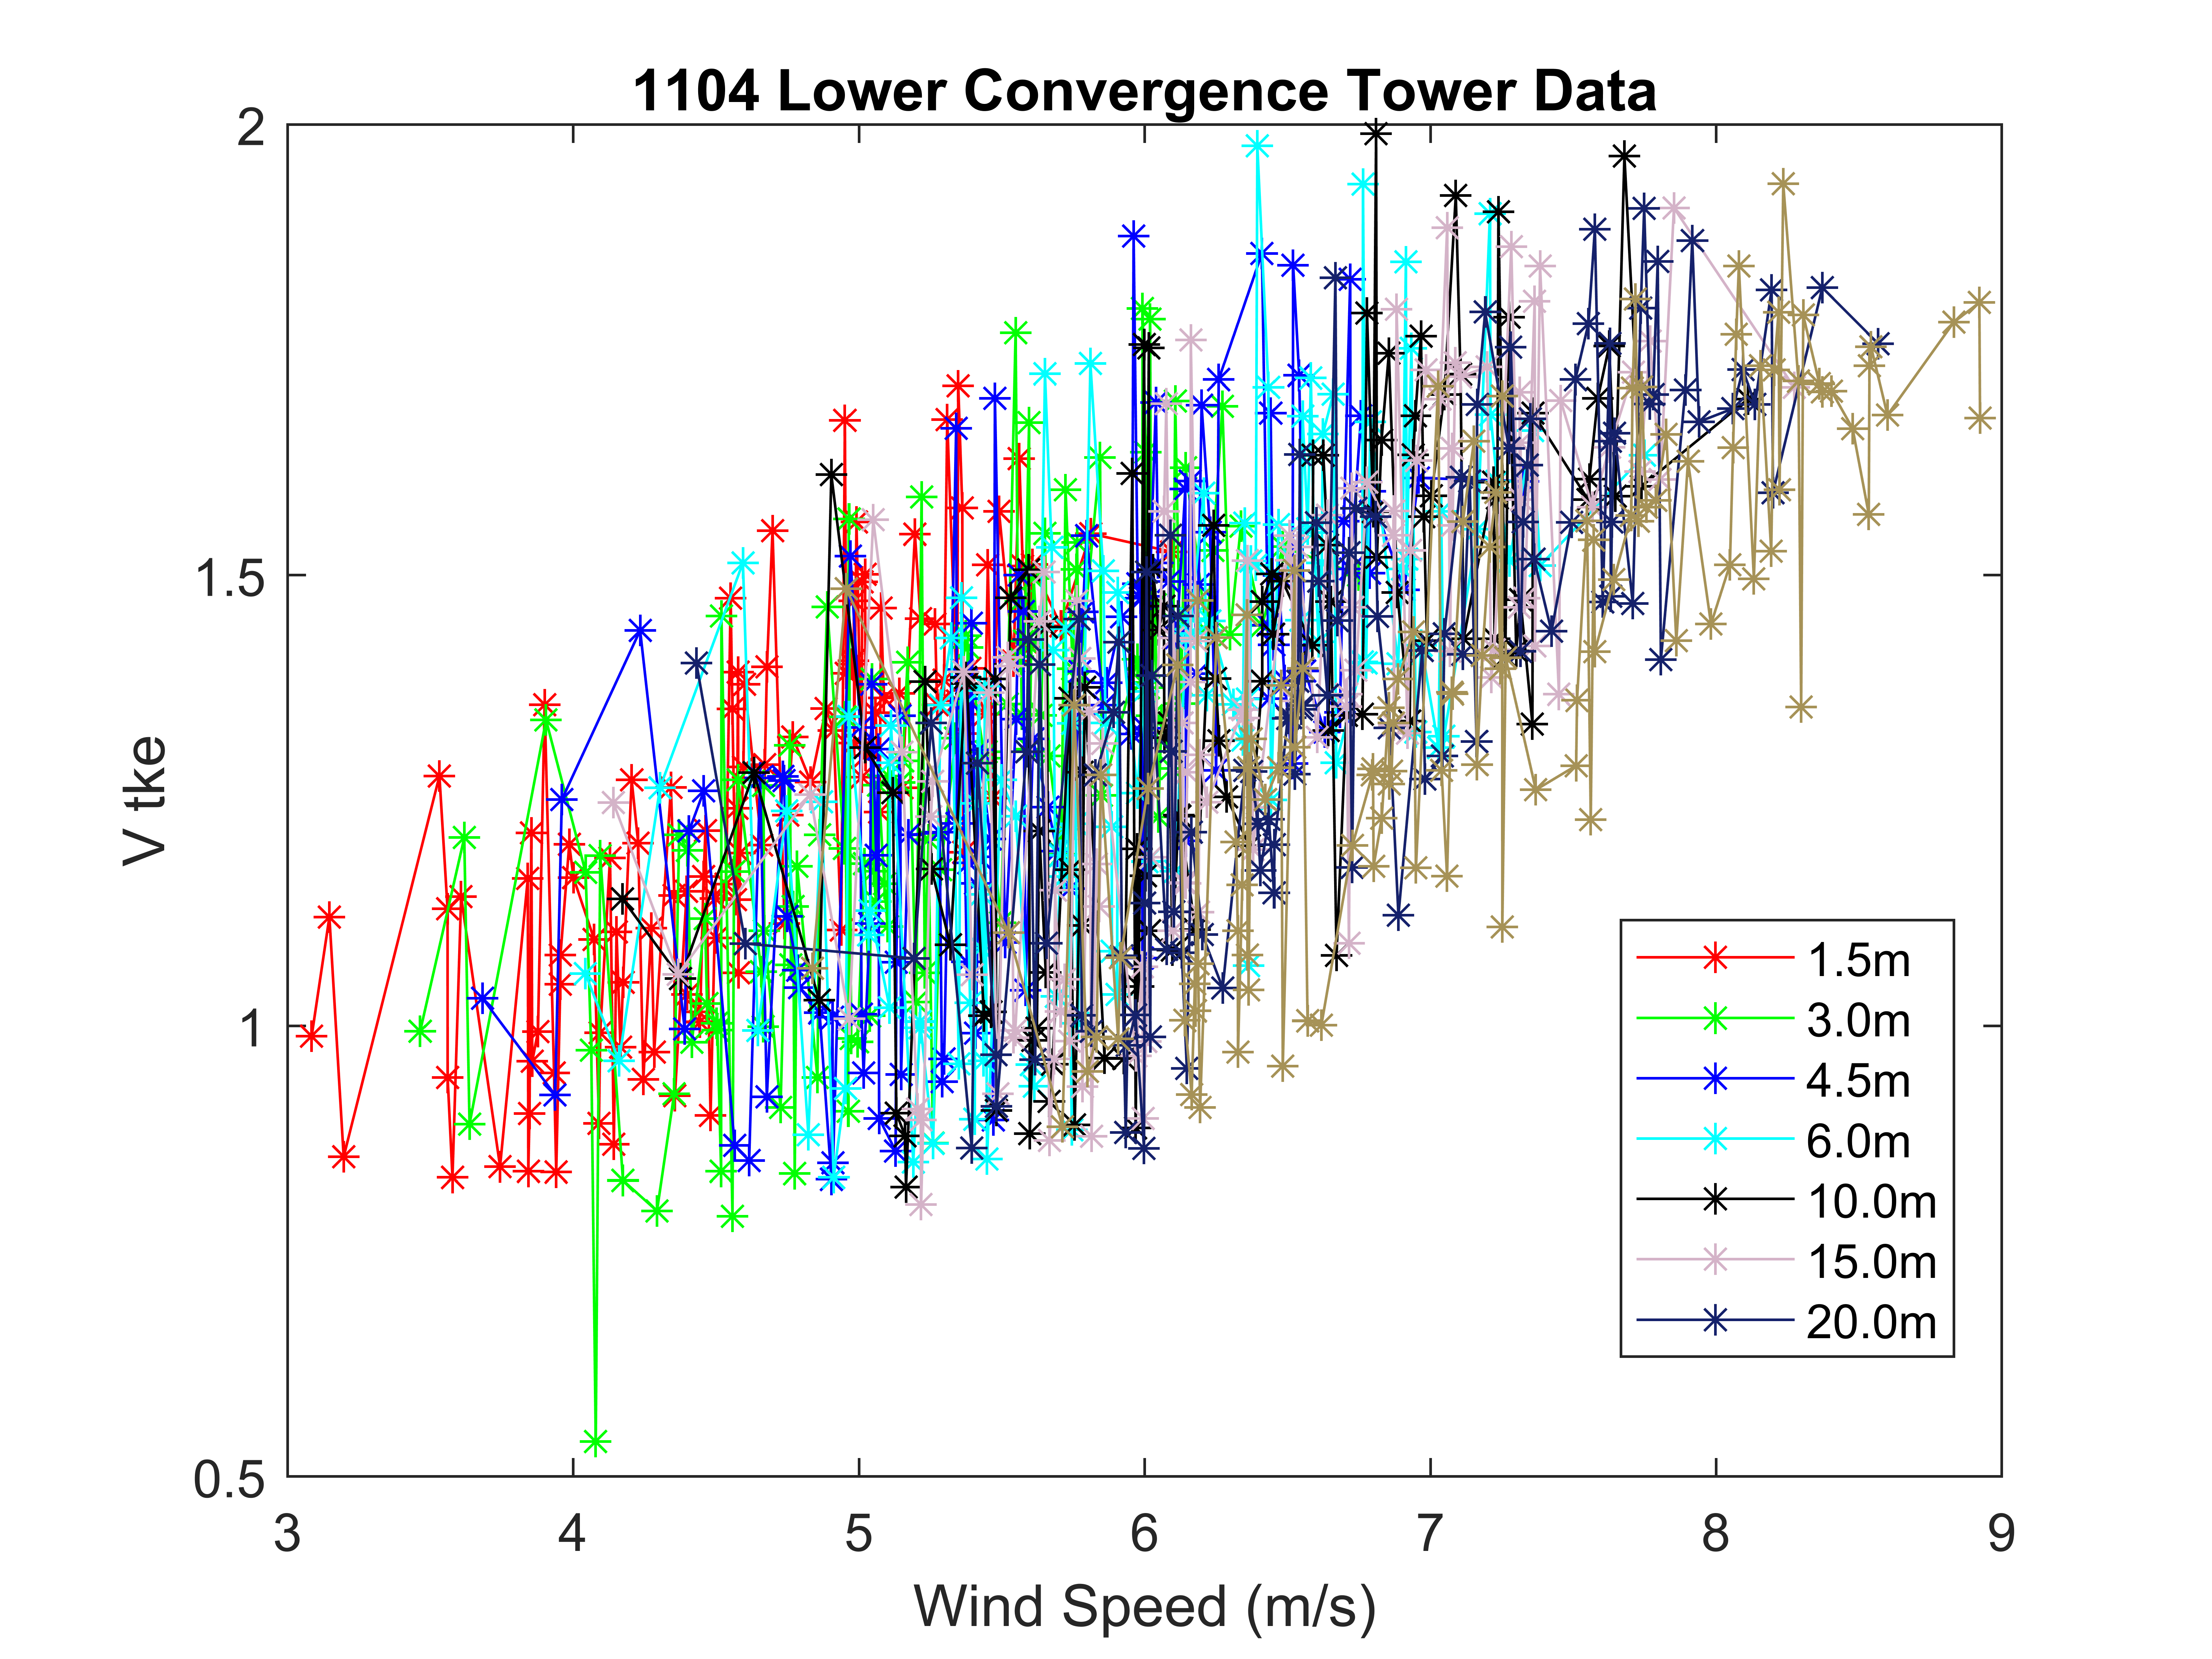 1104 Lower Convergence Tower Data
2
1.5
1
0.5
V tke
3 4 5 6 7 8 9
Wind Speed (m/s)
1.5m
3.0m
4.5m
6.0m
10.0m
15.0m
20.0m